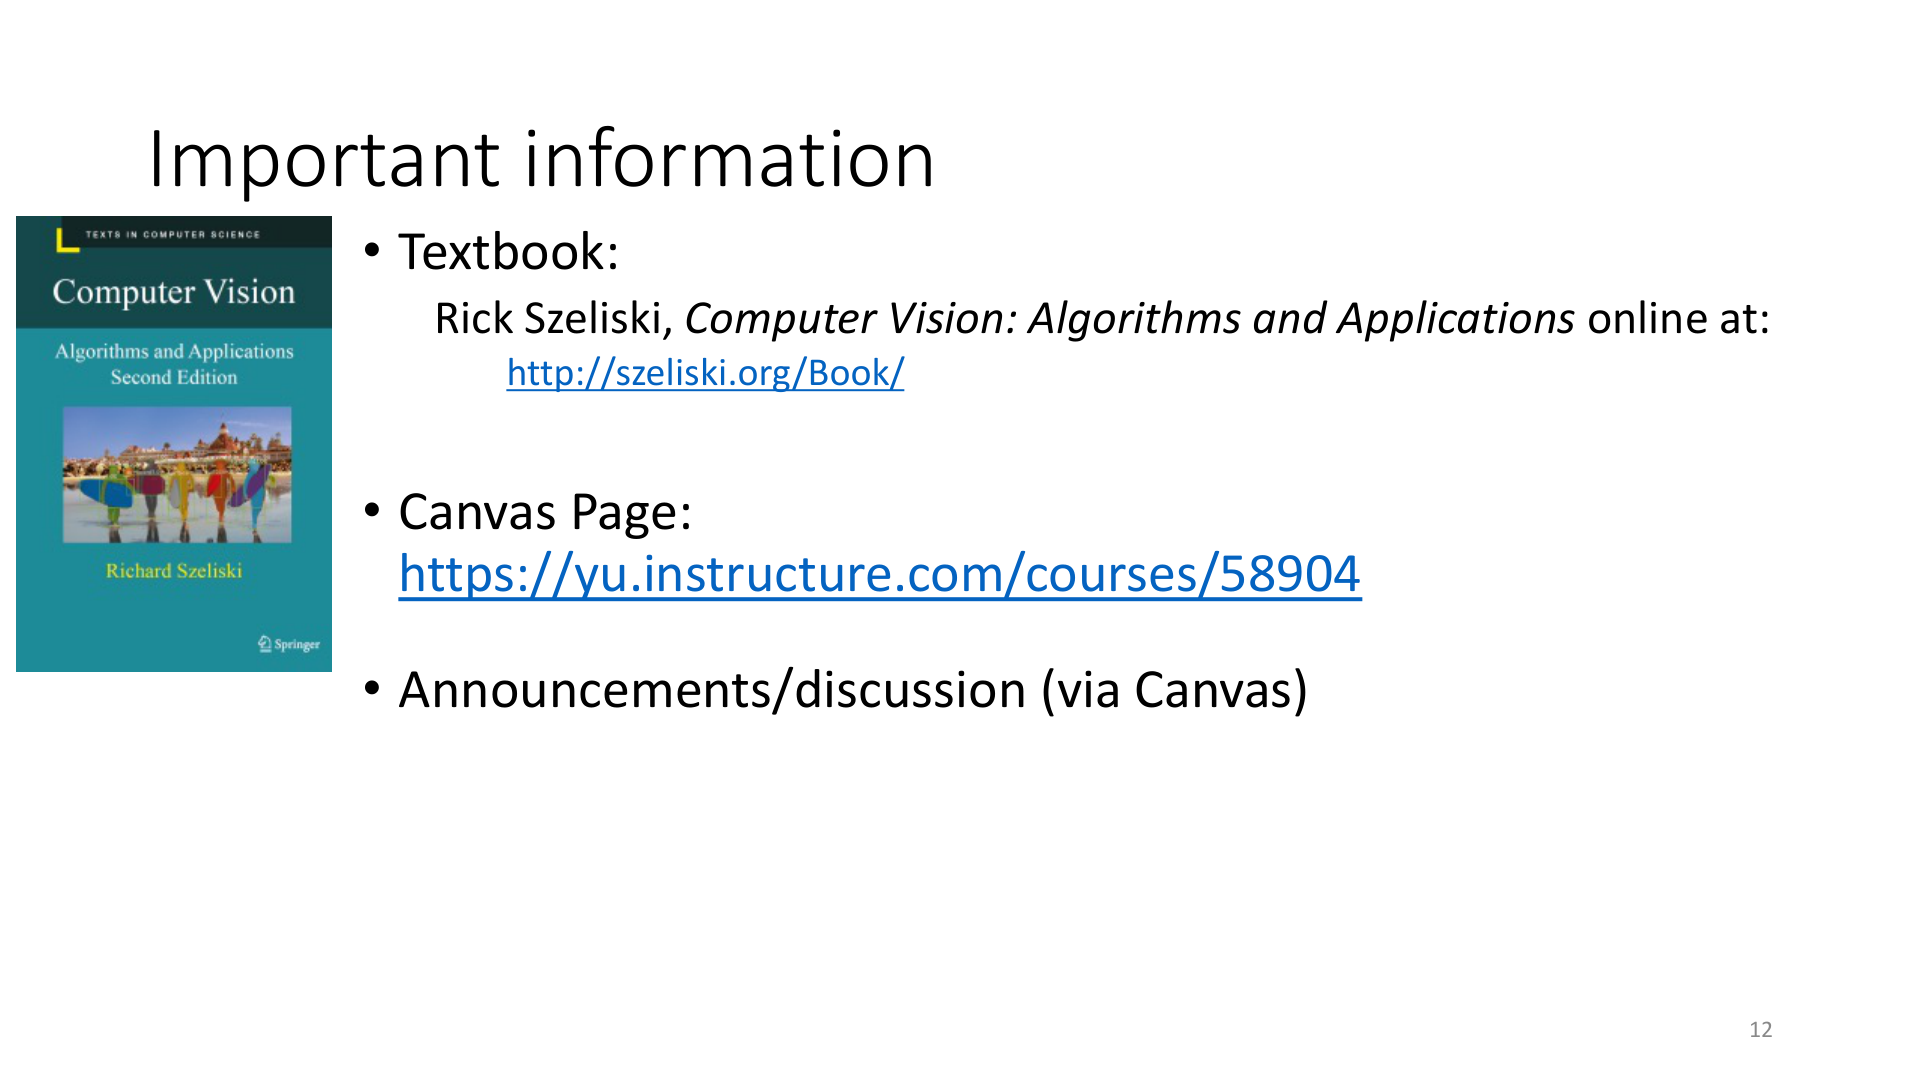 Important information
TEXTS IN COMPUTER SCIENCE
Computer Vision
Algorithms and Applications
Second Edition
Richard Szeliski
Springer
• Textbook:
Rick Szeliski, Computer Vision: Algorithms and Applications online at:
http://szeliski.org/Book/
• Canvas Page:
https://yu.instructure.com/courses/58904
• Announcements/discussion (via Canvas)
12